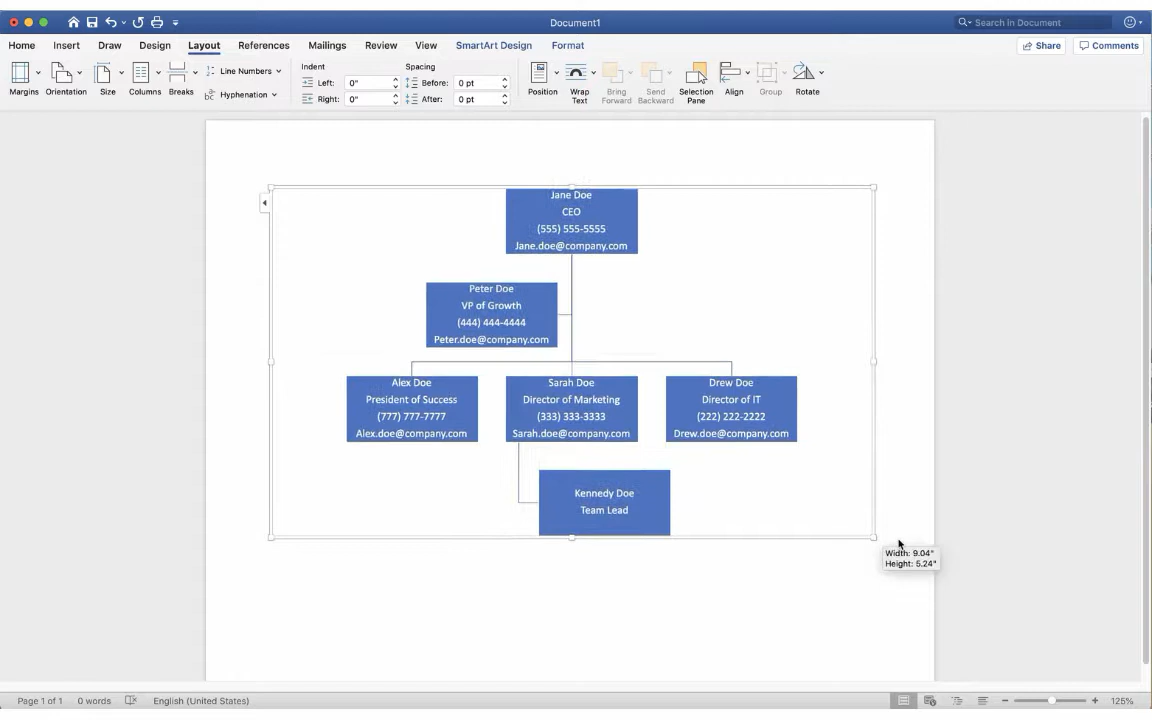 Document1
Search in Document
Home Insert Draw Design Layout References Mailings Review View SmartArt Design Format
Share Comments
Margins Orientation Size Columns Breaks
Line Numbers
Hyphenation
Indent
Left: 0"
Right: 0"
Spacing
Before: 0 pt
After: 0 pt
Position Wrap Text Bring Forward Send Backward Selection Pane Align Group Rotate
Jane Doe
CEO
(555) 555-5555
Jane.doe@company.com
Peter Doe
VP of Growth
(444) 444-4444
Peter.doe@company.com
Alex Doe
President of Success
(777) 777-7777
Alex.doe@company.com
Sarah Doe
Director of Marketing
(333) 333-3333
Sarah.doe@company.com
Drew Doe
Director of IT
(222) 222-2222
Drew.doe@company.com
Kennedy Doe
Team Lead
Width: 9.04"
Height: 5.24"
Page 1 of 1 0 words English (United States) 125%